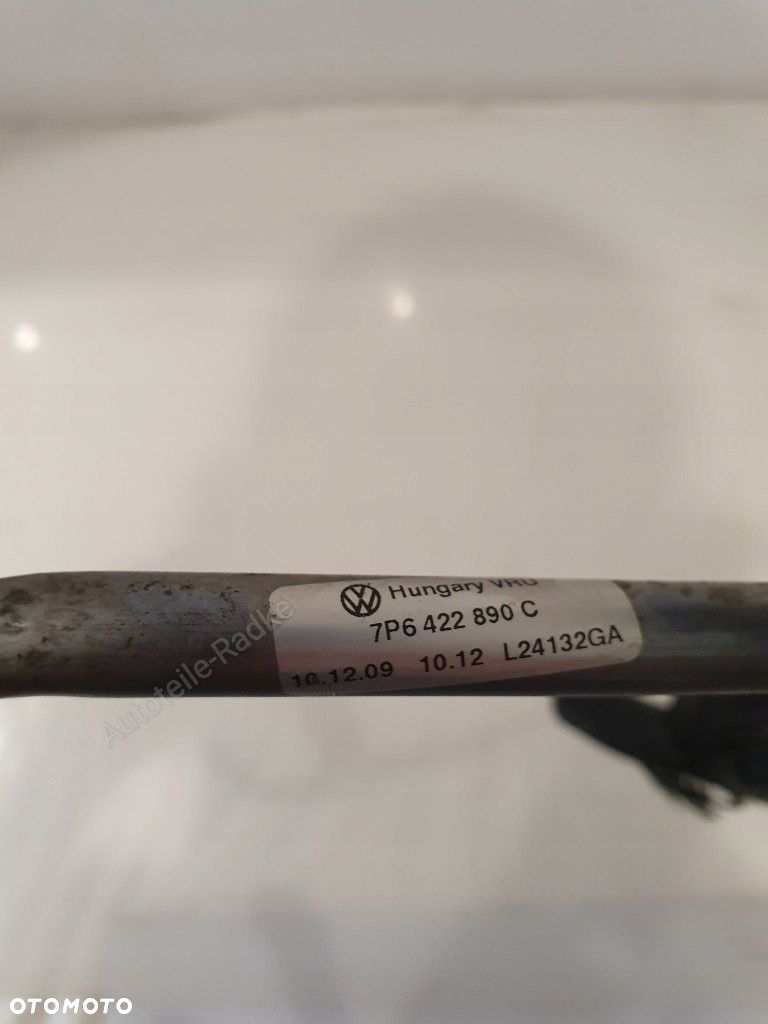 Hungary
7P6 422 890 C
10.12.09 10.12 L24132GA
Autoteile-Radke
OTOMOTO